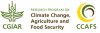 RESEARCH PROGRAM ON
Climate Change,
Agriculture and
Food Security
CGIAR
CCAFS